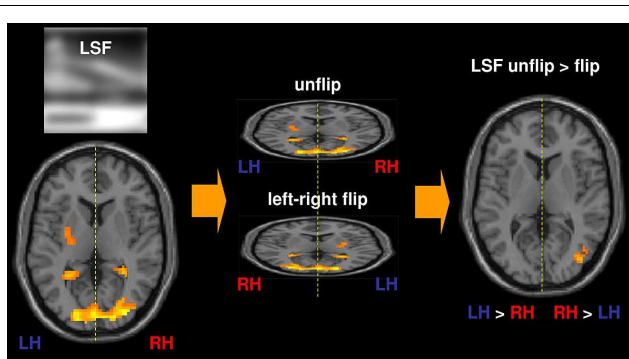 LSF
LH
RH
unflip
LH
RH
left-right flip
RH
LH
LSF unflip > flip
LH > RH
RH > LH